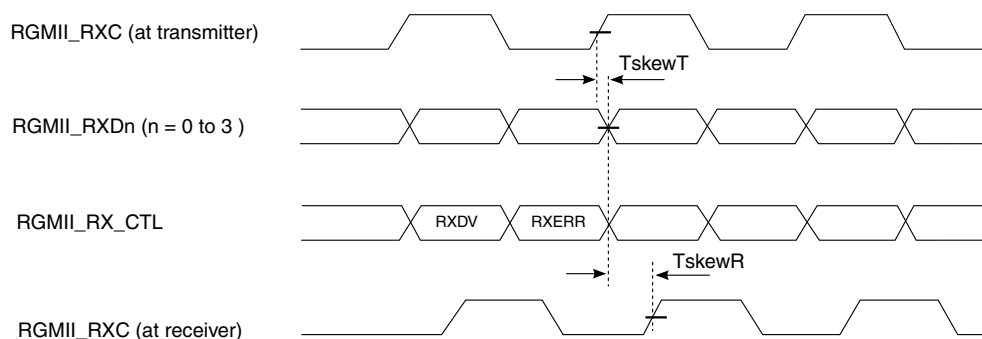 RGMII_RXC (at transmitter)
TskewT
RGMII_RXDn (n = 0 to 3 )
RGMII_RX_CTL
RXDV
RXERR
TskewR
RGMII_RXC (at receiver)